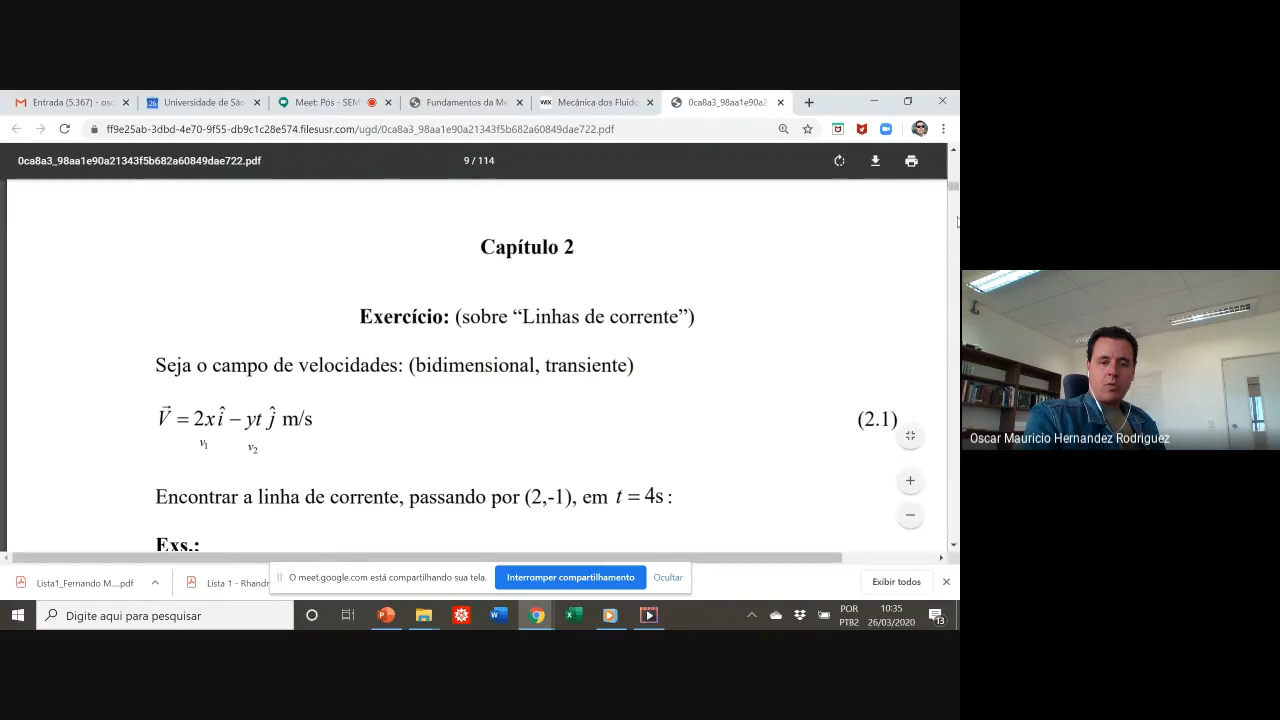 Entrada (5.367) - osc
Universidade de São
Meet: Pós - SEM
Fundamentos da Me
WIX Mecânica dos Fluido
0ca8a3_98aa1e90a2
ff9e25ab-3dbd-4e70-9f55-db9c1c28e574.filesusr.com/ugd/0ca8a3_98aa1e90a21343f5b682a60849dae722.pdf
0ca8a3_98aa1e90a21343f5b682a60849dae722.pdf
9 / 114
Capítulo 2
Exercício: (sobre “Linhas de corrente”)
Seja o campo de velocidades: (bidimensional, transiente)
V⃗ = 2x î − yt ĵ m/s (2.1)
v₁ v₂
Encontrar a linha de corrente, passando por (2,-1), em t = 4s :
Exs.:
Oscar Mauricio Hernandez Rodriguez
Lista1_Fernando M....pdf
Lista 1 - Rhandr
O meet.google.com está compartilhando sua tela.
Interromper compartilhamento
Ocultar
Exibir todos
Digite aqui para pesquisar
POR
PTB2
10:35
26/03/2020
13